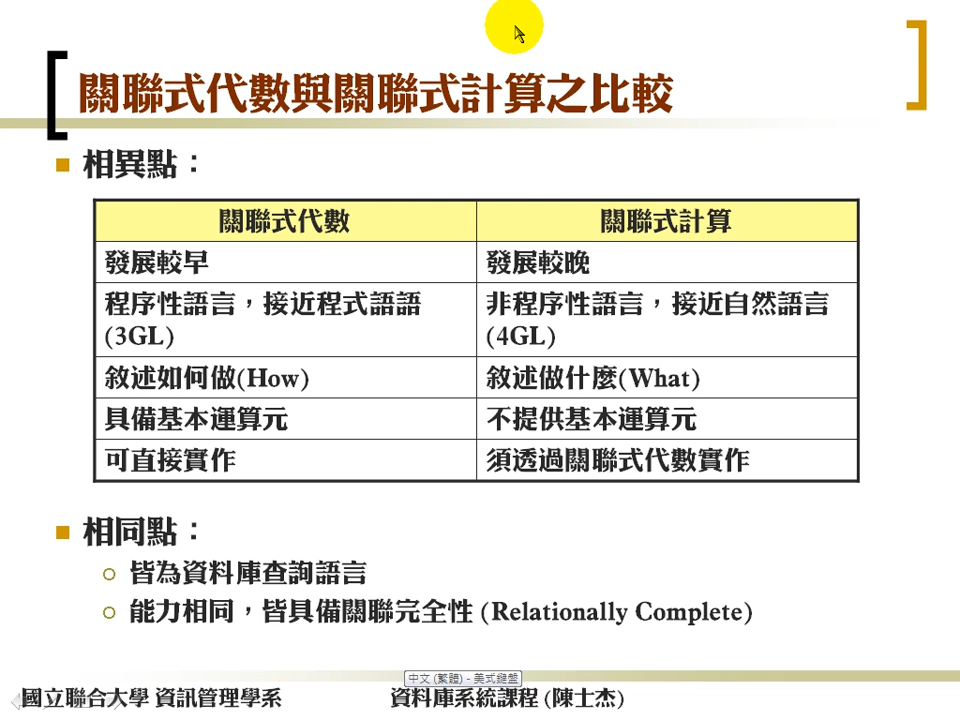 關聯式代數與關聯式計算之比較
相異點：
關聯式代數 關聯式計算
發展較早 發展較晚
程序性語言，接近程式語語 非程序性語言，接近自然語言
(3GL) (4GL)
敘述如何做(How) 敘述做什麼(What)
具備基本運算元 不提供基本運算元
可直接實作 須透過關聯式代數實作
相同點：
皆為資料庫查詢語言
能力相同，皆具備關聯完全性 (Relationally Complete)
中文 (繁體) - 美式鍵盤
國立聯合大學 資訊管理學系 資料庫系統課程 (陳士杰)